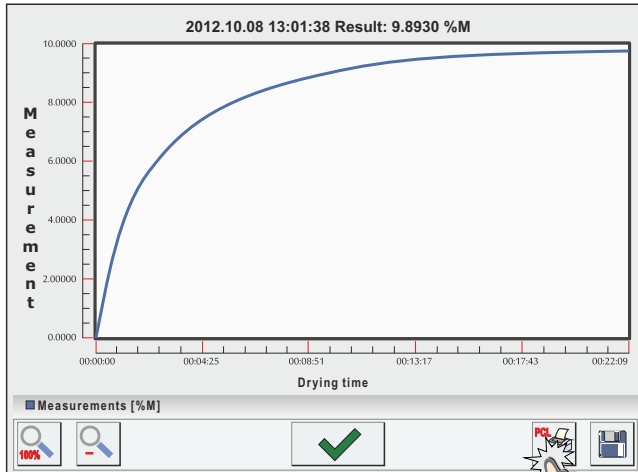 2012.10.08 13:01:38 Result: 9.8930 %M
Measurement
10.0000
8.0000
6.0000
4.0000
2.00000
0.0000
00:00:00 00:04:25 00:08:51 00:13:17 00:17:43 00:22:09
Drying time
Measurements [%M]
100% PCL